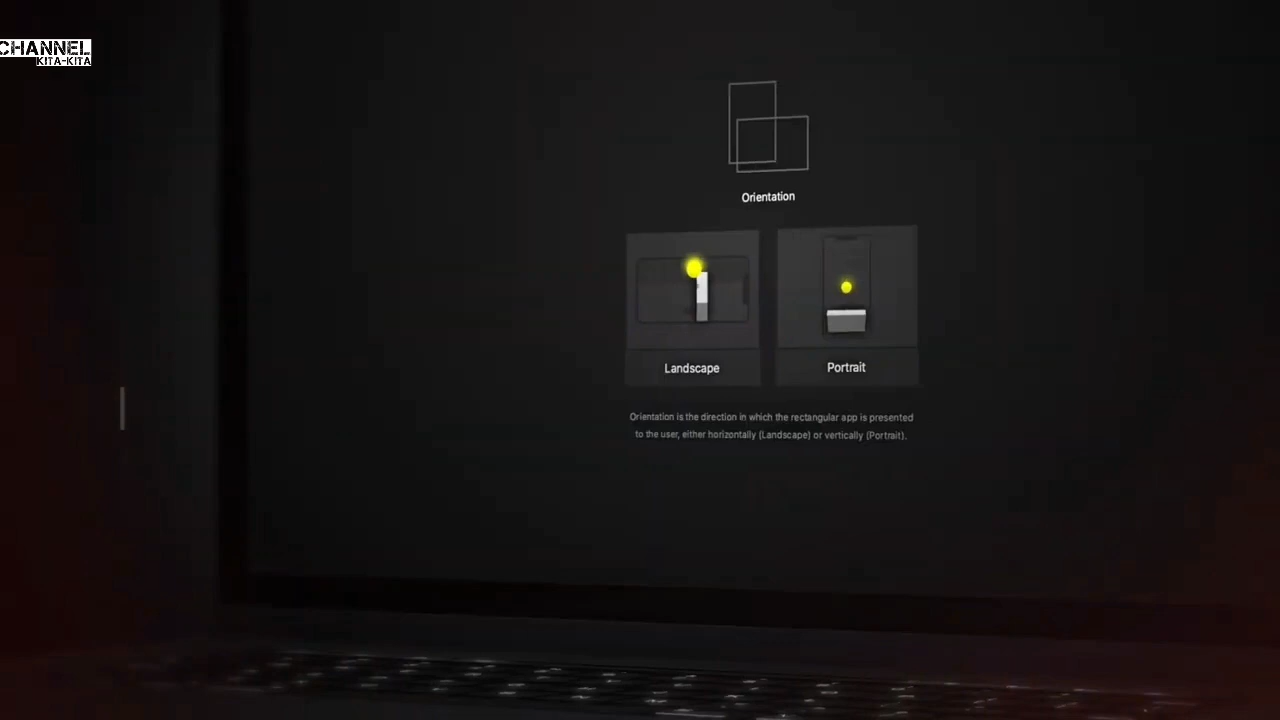 CHANNEL
KITA-KITA
Orientation
Landscape
Portrait
Orientation is the direction in which the rectangular app is presented
to the user, either horizontally (Landscape) or vertically (Portrait).